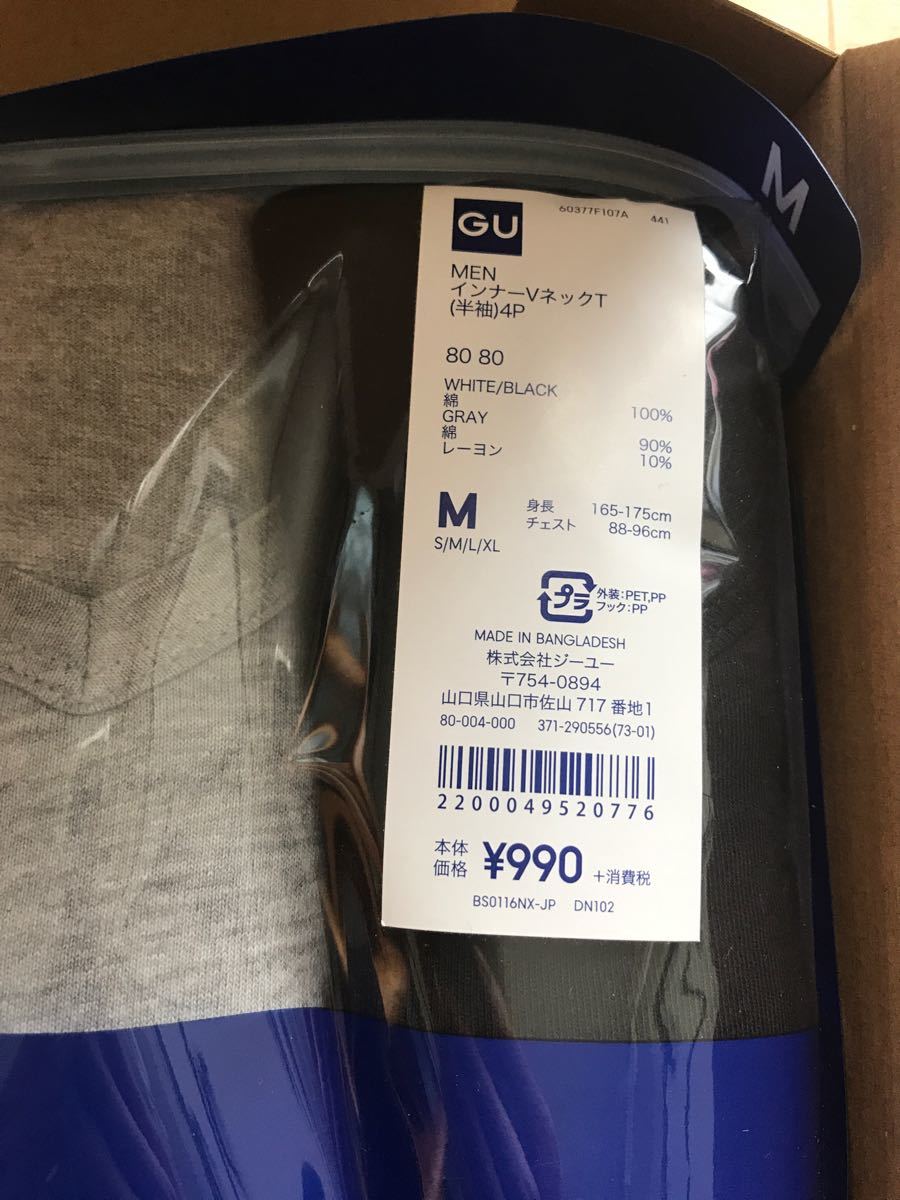 M
GU
60377F107A 441
MEN
インナーVネックT
(半袖)4P
80 80
WHITE/BLACK
綿 100%
GRAY
綿 90%
レーヨン 10%
M
S/M/L/XL
身長 165-175cm
チェスト 88-96cm
プラ
外装:PET,PP
フック:PP
MADE IN BANGLADESH
株式会社ジーユー
〒754-0894
山口県山口市佐山 717 番地1
80-004-000 371-290556(73-01)
2200049520776
本体
価格 ¥990 +消費税
BS0116NX-JP DN102